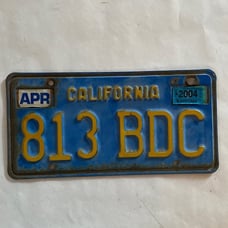 APR CALIFORNIA 2004
813 BDC